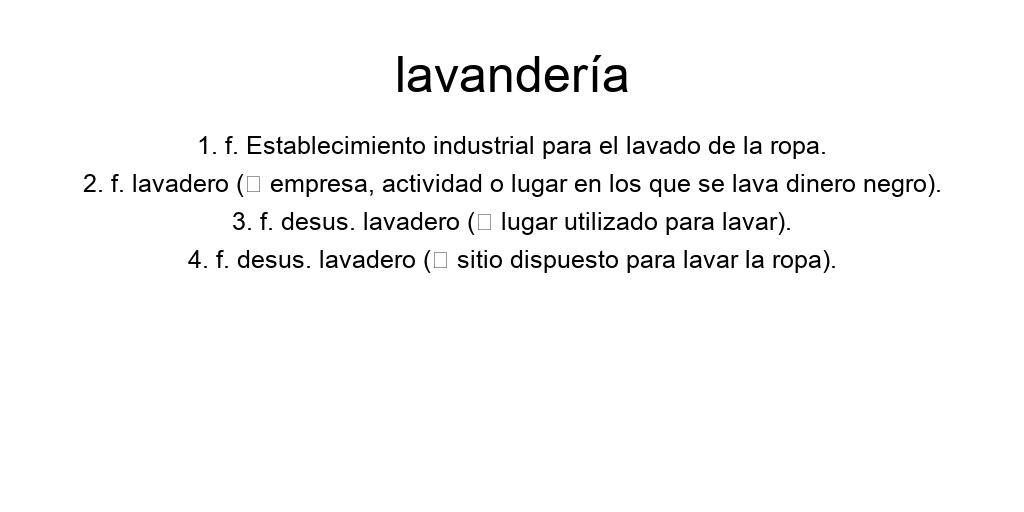 lavandería
1. f. Establecimiento industrial para el lavado de la ropa.
2. f. lavadero (□ empresa, actividad o lugar en los que se lava dinero negro).
3. f. desus. lavadero (□ lugar utilizado para lavar).
4. f. desus. lavadero (□ sitio dispuesto para lavar la ropa).